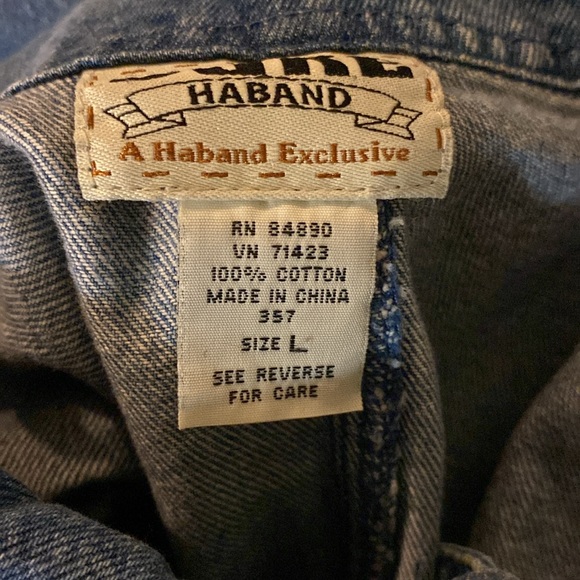 HABAND
A Haband Exclusive
RN 84890
VN 71423
100% COTTON
MADE IN CHINA
357
SIZE L
SEE REVERSE
FOR CARE